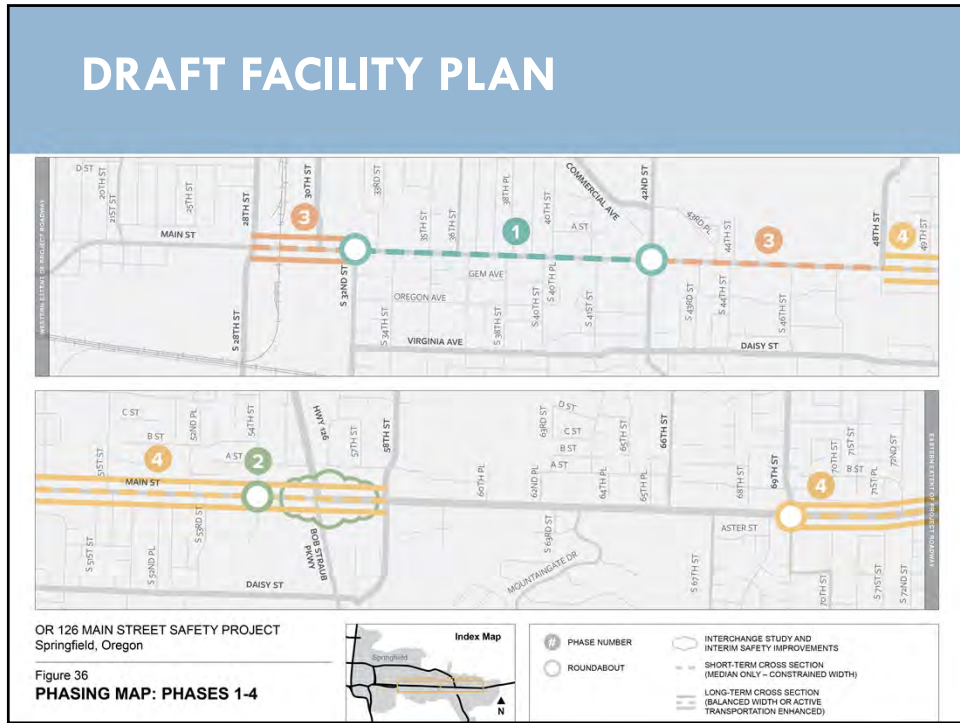 DRAFT FACILITY PLAN
WESTERN EXTENT OF PROJECT ROADWAY
D ST
20TH ST
21ST ST
25TH ST
28TH ST
30TH ST
33RD ST
35TH ST
36TH ST
38TH PL
40TH ST
A ST
COMMERCIAL AVE
42ND ST
43RD PL
44TH ST
48TH ST
49TH ST
MAIN ST
3
1
3
4
S 28TH ST
S 32ND ST
S 34TH ST
GEM AVE
OREGON AVE
VIRGINIA AVE
S 38TH ST
S 40TH ST
S 40TH PL
S 41ST ST
S 43RD ST
S 44TH ST
S 46TH ST
DAISY ST
C ST
B ST
A ST
51ST ST
52ND PL
54TH ST
HWY 126
57TH ST
58TH ST
60TH PL
62ND PL
63RD ST
D ST
C ST
B ST
A ST
64TH PL
65TH ST
65TH PL
66TH ST
68TH ST
69TH ST
70TH ST
71ST ST
B ST
71ST PL
72ND ST
4
2
4
MAIN ST
S 51ST ST
S 52ND PL
S 53RD ST
DAISY ST
BOB STRAUB PKWY
S 63RD ST
MOUNTAINGATE DR
ASTER ST
S 67TH ST
70TH ST
S 71ST ST
S 72ND ST
EASTERN EXTENT OF PROJECT ROADWAY
OR 126 MAIN STREET SAFETY PROJECT
Springfield, Oregon
Figure 36
PHASING MAP: PHASES 1-4
Index Map
Springfield
N
# PHASE NUMBER
ROUNDABOUT
INTERCHANGE STUDY AND
INTERIM SAFETY IMPROVEMENTS
SHORT-TERM CROSS SECTION
(MEDIAN ONLY – CONSTRAINED WIDTH)
LONG-TERM CROSS SECTION
(BALANCED WIDTH OR ACTIVE
TRANSPORTATION ENHANCED)